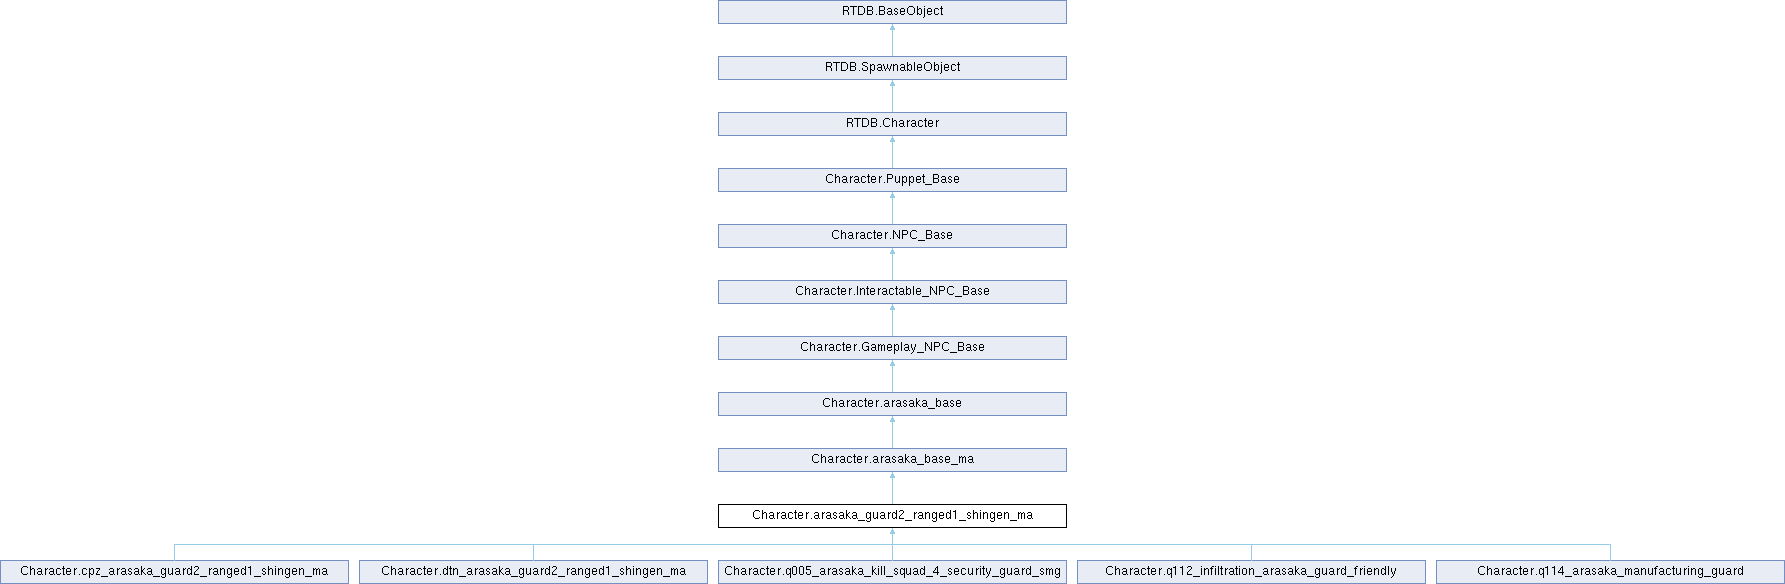 RTDB.BaseObject
RTDB.SpawnableObject
RTDB.Character
Character.Puppet_Base
Character.NPC_Base
Character.Interactable_NPC_Base
Character.Gameplay_NPC_Base
Character.arasaka_base
Character.arasaka_base_ma
Character.arasaka_guard2_ranged1_shingen_ma
Character.cpz_arasaka_guard2_ranged1_shingen_ma
Character.dtn_arasaka_guard2_ranged1_shingen_ma
Character.q005_arasaka_kill_squad_4_security_guard_smg
Character.q112_infiltration_arasaka_guard_friendly
Character.q114_arasaka_manufacturing_guard